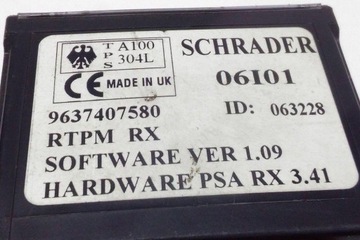 T A100 SCHRADER
P
S 304L
CE MADE IN UK 06I01
9637407580 ID: 063228
RTPM RX
SOFTWARE VER 1.09
HARDWARE PSA RX 3.41